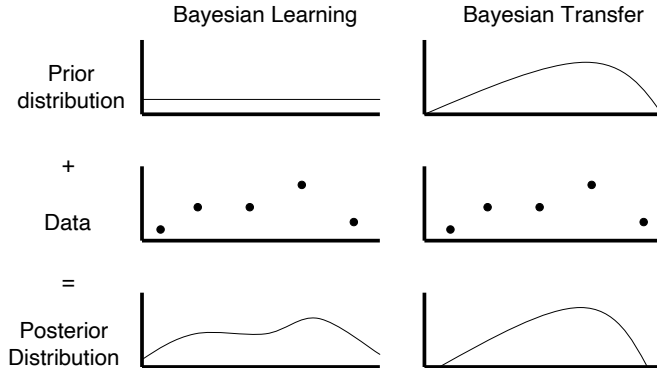 Bayesian Learning
Bayesian Transfer
Prior
distribution
+
Data
=
Posterior
Distribution